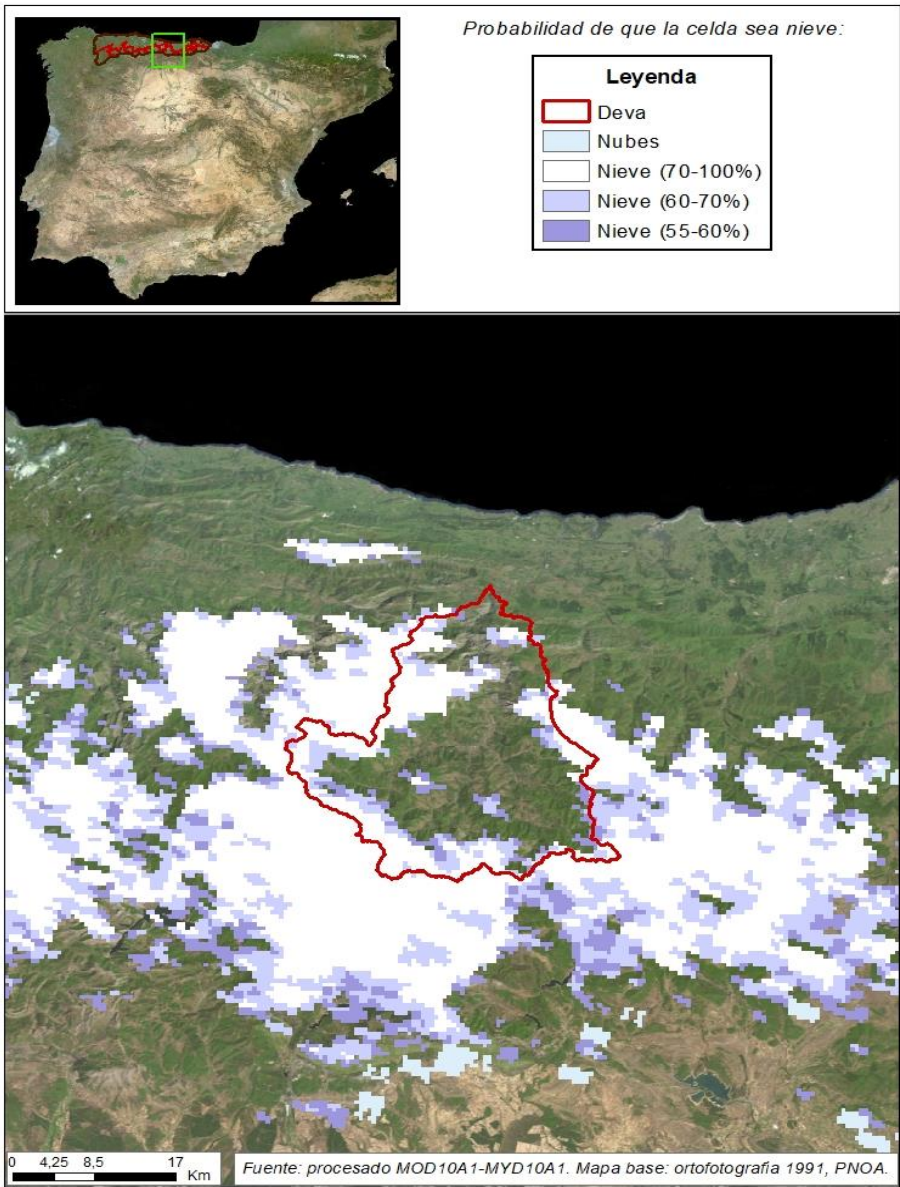 Probabilidad de que la celda sea nieve:
Leyenda
Deva
Nubes
Nieve (70-100%)
Nieve (60-70%)
Nieve (55-60%)
0 4,25 8,5 17
Km
Fuente: procesado MOD10A1-MYD10A1. Mapa base: ortofotografia 1991, PNOA.